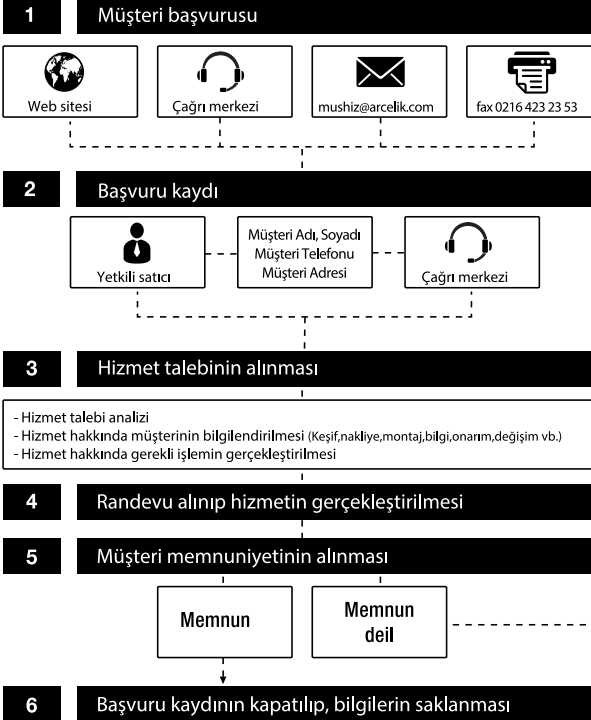 1 Müşteri başvurusu
Web sitesi
Çağrı merkezi
mushiz@arcelik.com
fax 0216 423 23 53
2 Başvuru kaydı
Yetkili satıcı
Müşteri Adı, Soyadı
Müşteri Telefonu
Müşteri Adresi
Çağrı merkezi
3 Hizmet talebinin alınması
- Hizmet talebi analizi
- Hizmet hakkında müşterinin bilgilendirilmesi (Keşif,nakliye,montaj,bilgi,onarım,değişim vb.)
- Hizmet hakkında gerekli işlemin gerçekleştirilmesi
4 Randevu alınıp hizmetin gerçekleştirilmesi
5 Müşteri memnuniyetinin alınması
Memnun
Memnun
deil
6 Başvuru kaydının kapatılıp, bilgilerin saklanması